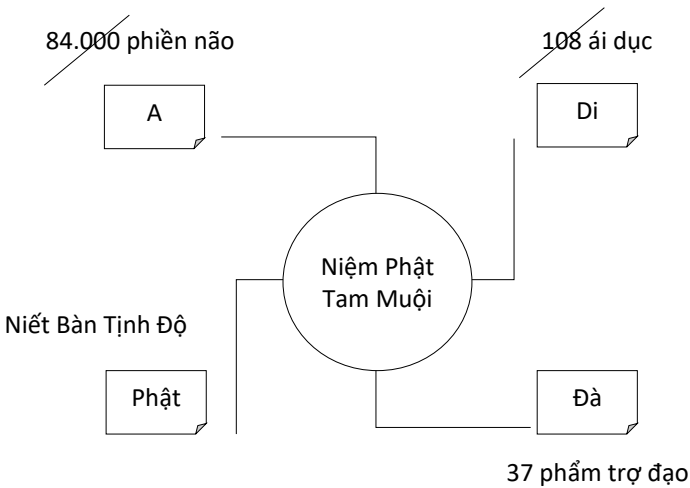 84.000 phiền não
108 ái dục
A
Di
Niệm Phật
Tam Muội
Niết Bàn Tịnh Độ
Phật
Đà
37 phẩm trợ đạo